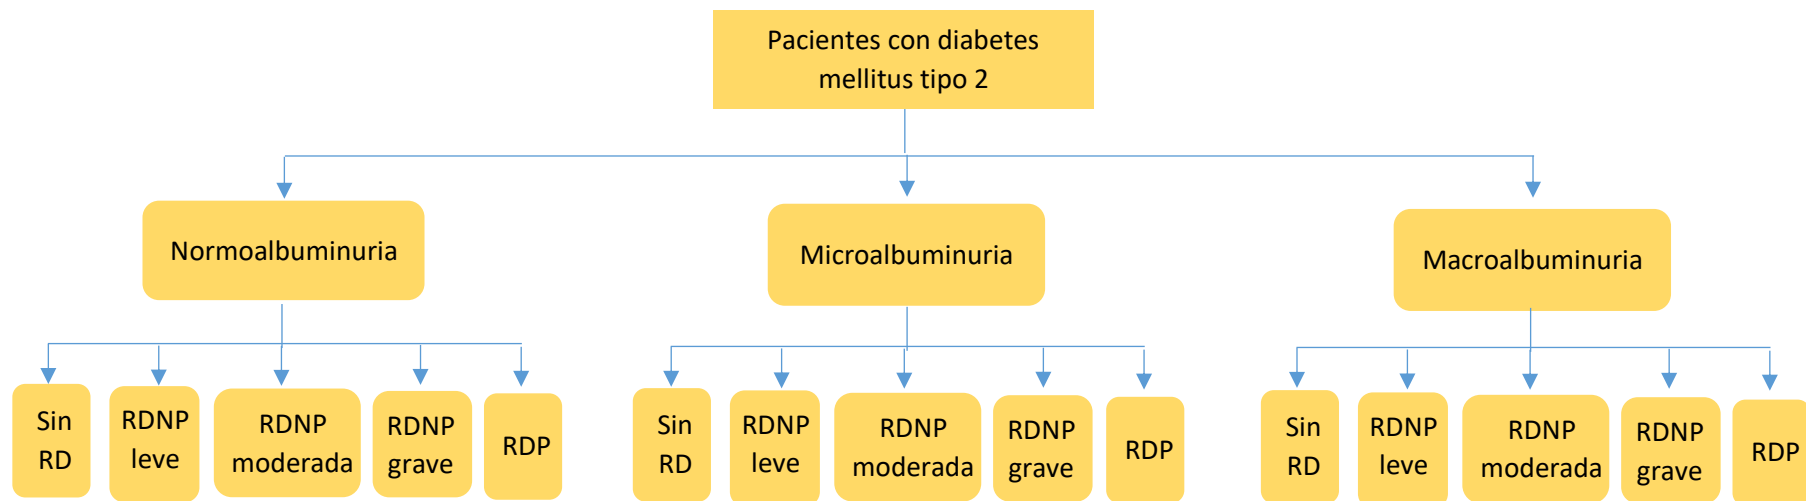 Pacientes con diabetes
mellitus tipo 2
Normoalbuminuria
Microalbuminuria
Macroalbuminuria
Sin
RD
RDNP
leve
RDNP
moderada
RDNP
grave
RDP
Sin
RD
RDNP
leve
RDNP
moderada
RDNP
grave
RDP
Sin
RD
RDNP
leve
RDNP
moderada
RDNP
grave
RDP